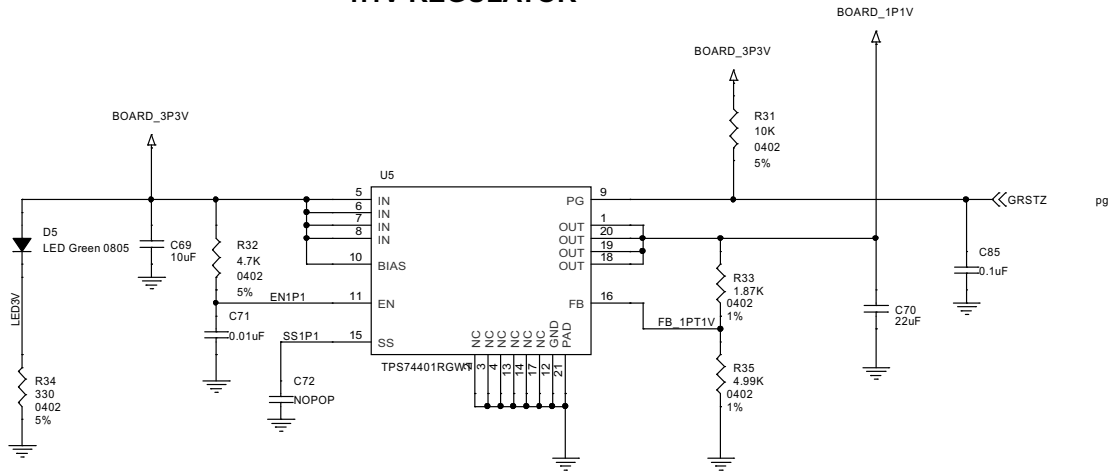 BOARD_1P1V
BOARD_3P3V
BOARD_3P3V
R31
10K
0402
5%
U5
5
IN
6
IN
7
IN
8
IN
10
BIAS
11
EN
15
SS
PG
9
OUT
1
OUT
20
OUT
19
OUT
18
FB
16
NC
NC
NC
NC
NC
NC
GND
PAD
3
4
13
14
17
12
21
TPS74401RGW
GRSTZ
pg
D5
LED Green 0805
C69
10uF
R32
4.7K
0402
5%
EN1P1
C71
0.01uF
SS1P1
C72
NOPOP
LED3V
R34
330
0402
5%
R33
1.87K
0402
1%
FB_1PT1V
R35
4.99K
0402
1%
C70
22uF
C85
0.1uF